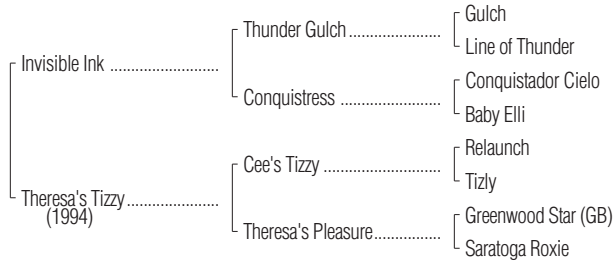 Gulch
Thunder Gulch....................
Line of Thunder
Invisible Ink ........................
Conquistador Cielo
Conquistress ......................
Baby Elli
Relaunch
Cee's Tizzy .........................
Tizly
Theresa's Tizzy....................
(1994)
Greenwood Star (GB)
Theresa's Pleasure................
Saratoga Roxie